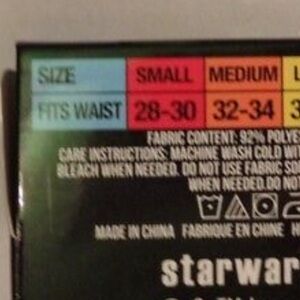 SIZE SMALL MEDIUM L
FITS WAIST 28-30 32-34 3
FABRIC CONTENT: 92% POLYE
CARE INSTRUCTIONS: MACHINE WASH COLD WIT
BLEACH WHEN NEEDED. DO NOT USE FABRIC SO
WHEN NEEDED.DO NO
MADE IN CHINA FABRIQUE EN CHINE H
starwar